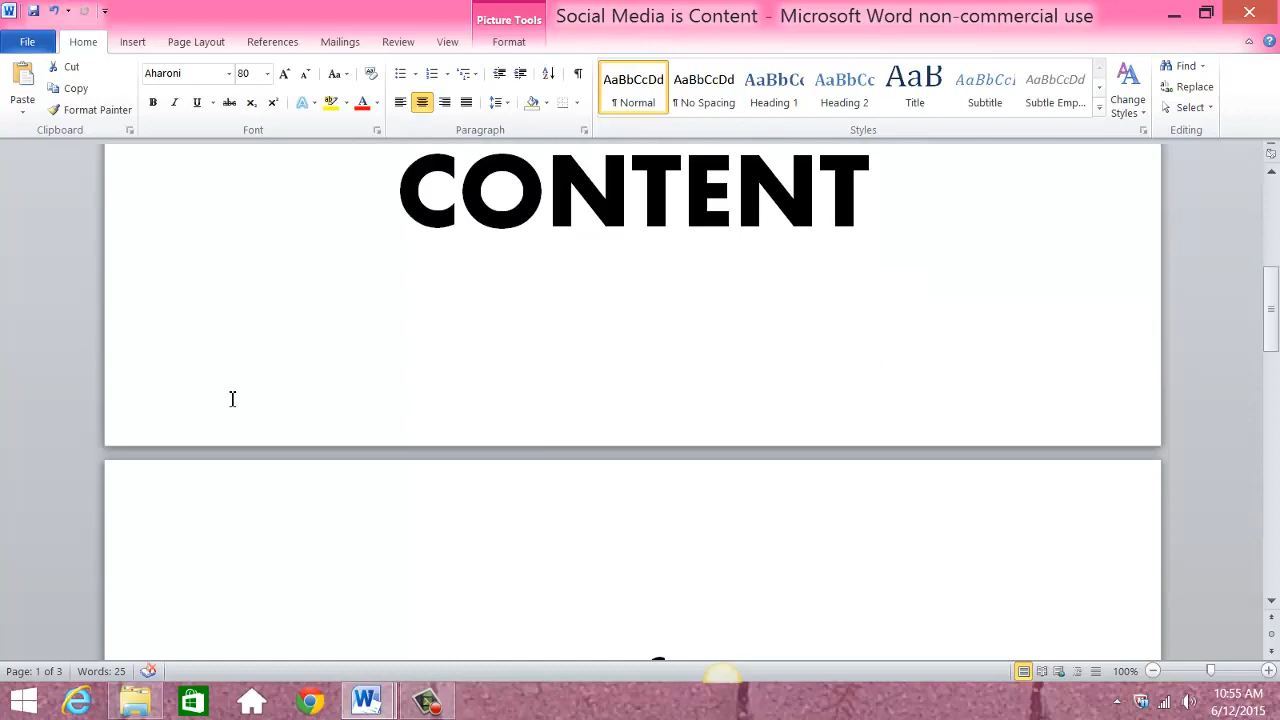 Picture Tools
Social Media is Content - Microsoft Word non-commercial use
File Home Insert Page Layout References Mailings Review View Format
Paste
Cut
Copy
Format Painter
Clipboard
Aharoni 80
Font
Paragraph
AaBbCcDd AaBbCcDd AaBbCc AaBbCc AaB AaBbCcI AaBbCcDd
¶ Normal ¶ No Spacing Heading 1 Heading 2 Title Subtitle Subtle Emp...
Change
Styles
Styles
Find
Replace
Select
Editing
CONTENT
Page: 1 of 3 Words: 25
100%
10:55 AM
6/12/2015